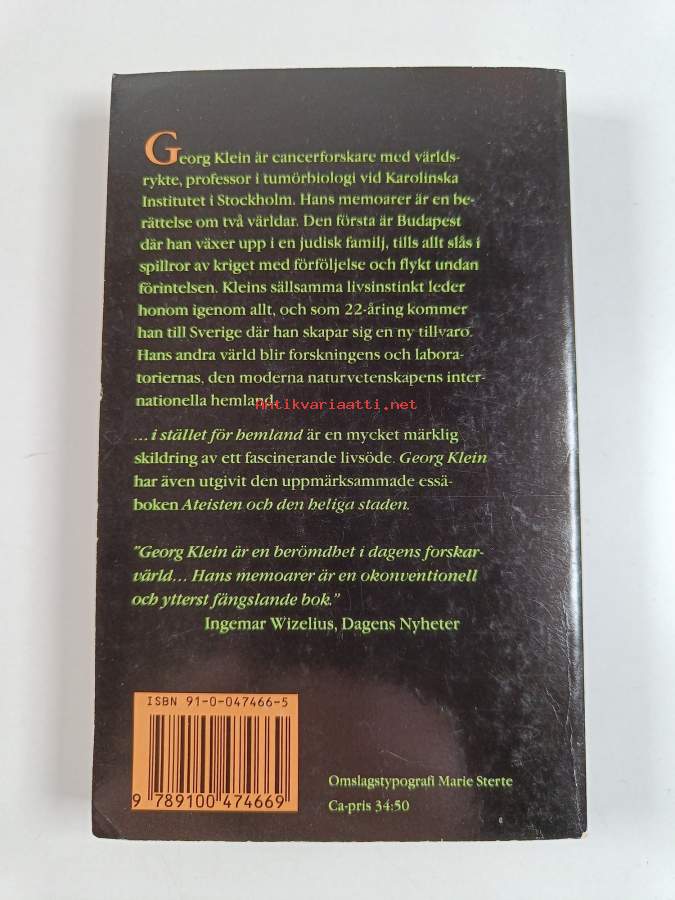 Georg Klein är cancerforskare med världs-
rykte, professor i tumörbiologi vid Karolinska
Institutet i Stockholm. Hans memoarer är en be-
rättelse om två världar. Den första är Budapest
där han växer upp i en judisk familj, tills allt slås i
spillror av kriget med förföljelse och flykt undan
förintelsen. Kleins sällsamma livsinstinkt leder
honom igenom allt, och som 22-åring kommer
han till Sverige där han skapar sig en ny tillvaro.
Hans andra värld blir forskningens och labora-
toriernas, den moderna naturvetenskapens inter-
nationella hemland.
Antikvariaatti.net
...i stället för hemland är en mycket märklig
skildring av ett fascinerande livsöde. Georg Klein
har även utgivit den uppmärksammade essä-
boken Ateisten och den heliga staden.
"Georg Klein är en berömdhet i dagens forskar-
värld... Hans memoarer är en okonventionell
och ytterst fängslande bok."
Ingemar Wizelius, Dagens Nyheter
ISBN 91-0-047466-5
9 789100 474669
Omslagstypografi Marie Sterte
Ca-pris 34:50